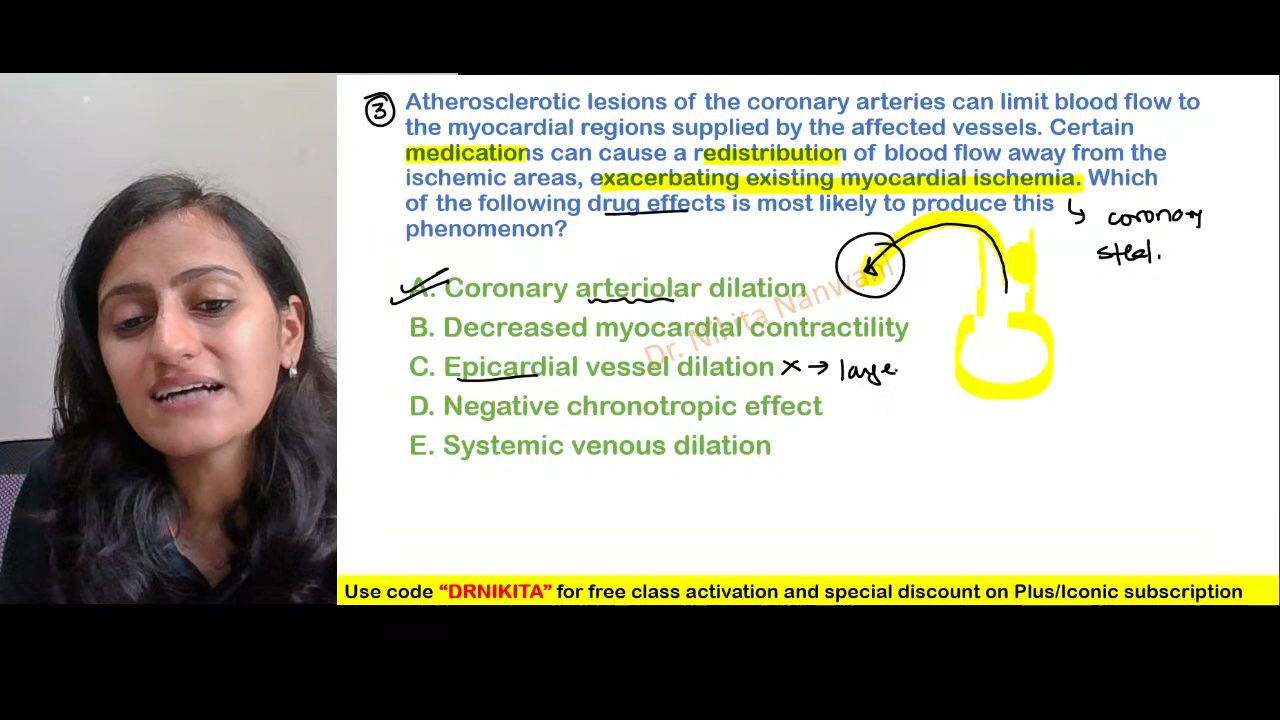 3 Atherosclerotic lesions of the coronary arteries can limit blood flow to
the myocardial regions supplied by the affected vessels. Certain
medications can cause a redistribution of blood flow away from the
ischemic areas, exacerbating existing myocardial ischemia. Which
of the following drug effects is most likely to produce this
phenomenon?
coronary
steal.
A. Coronary arteriolar dilation
B. Decreased myocardial contractility
C. Epicardial vessel dilation x → large
D. Negative chronotropic effect
E. Systemic venous dilation
Dr. Nikita Nanwani
Use code “DRNIKITA” for free class activation and special discount on Plus/Iconic subscription